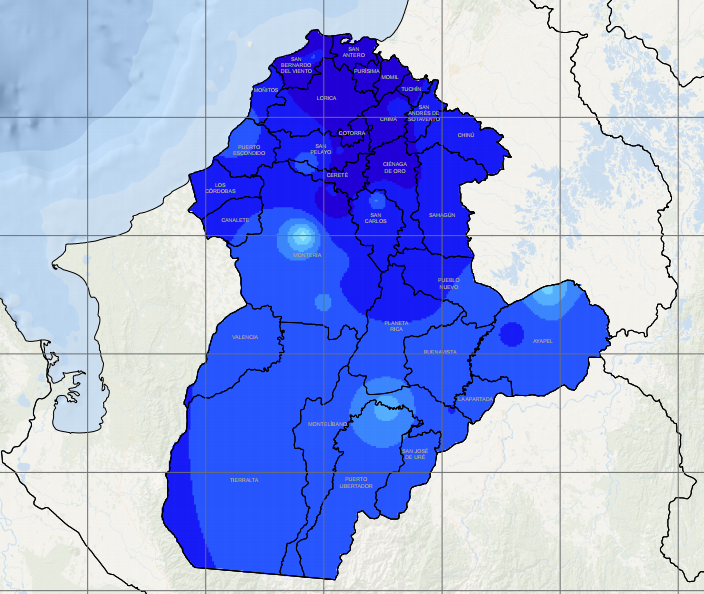 SAN
ANTERO
SAN
BERNARDO
DEL VIENTO
PURÍSIMA
MOMIL
MOÑITOS
TUCHÍN
LORICA
SAN
ANDRÉS DE
SOTAVENTO
CHIMÁ
COTORRA
CHINÚ
PUERTO
ESCONDIDO
SAN
PELAYO
CIÉNAGA
DE ORO
CERETÉ
LOS
CÓRDOBAS
CANALETE
SAN
CARLOS
SAHAGÚN
MONTERÍA
PUEBLO
NUEVO
PLANETA
RICA
VALENCIA
AYAPEL
BUENAVISTA
LA APARTADA
MONTELÍBANO
SAN JOSÉ
DE URÉ
TIERRALTA
PUERTO
LIBERTADOR